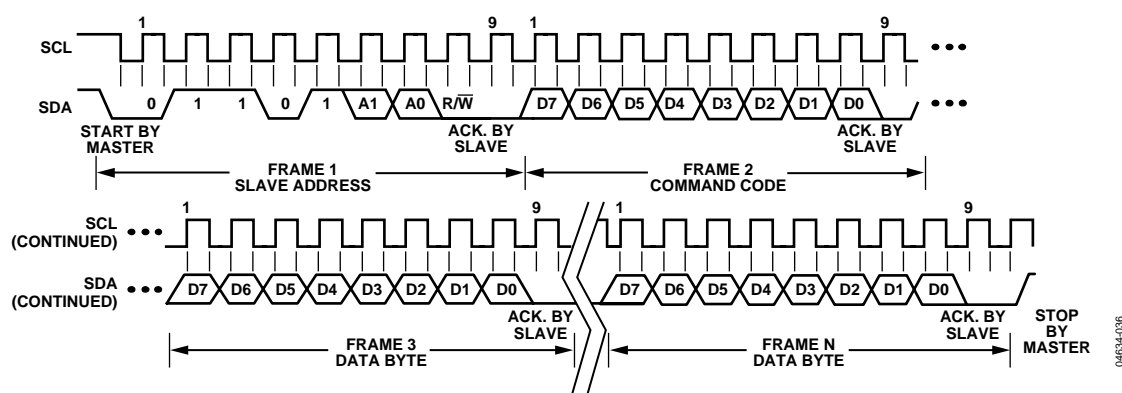 1 9 1 9
SCL
SDA 0 1 1 0 1 A1 A0 R/W̅ D7 D6 D5 D4 D3 D2 D1 D0
START BY MASTER
ACK. BY SLAVE
ACK. BY SLAVE
FRAME 1
SLAVE ADDRESS
FRAME 2
COMMAND CODE
1 9 1 9
SCL
(CONTINUED)
SDA
(CONTINUED)
D7 D6 D5 D4 D3 D2 D1 D0 D7 D6 D5 D4 D3 D2 D1 D0
ACK. BY
SLAVE
ACK. BY
SLAVE
STOP
BY
MASTER
FRAME 3
DATA BYTE
FRAME N
DATA BYTE
04634-036